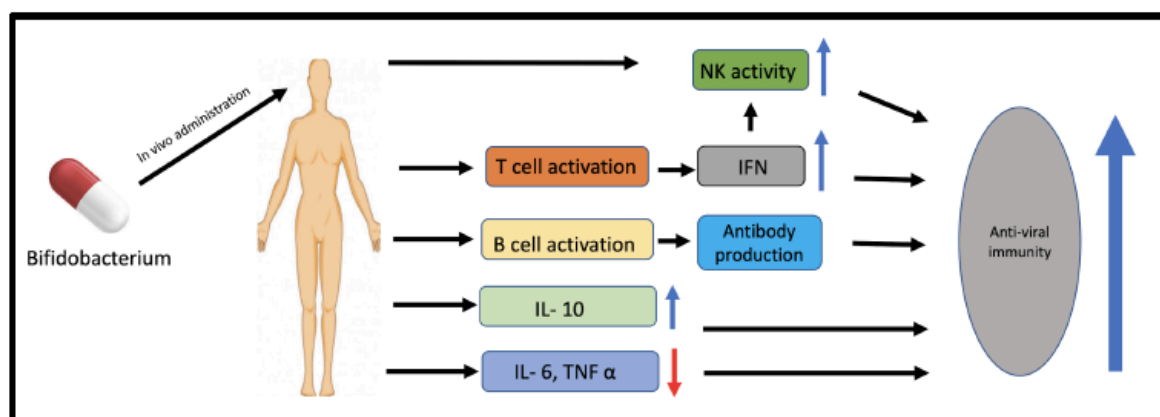 In vivo administration
Bifidobacterium
NK activity
T cell activation
IFN
B cell activation
Antibody
production
IL- 10
IL- 6, TNF α
Anti-viral
immunity